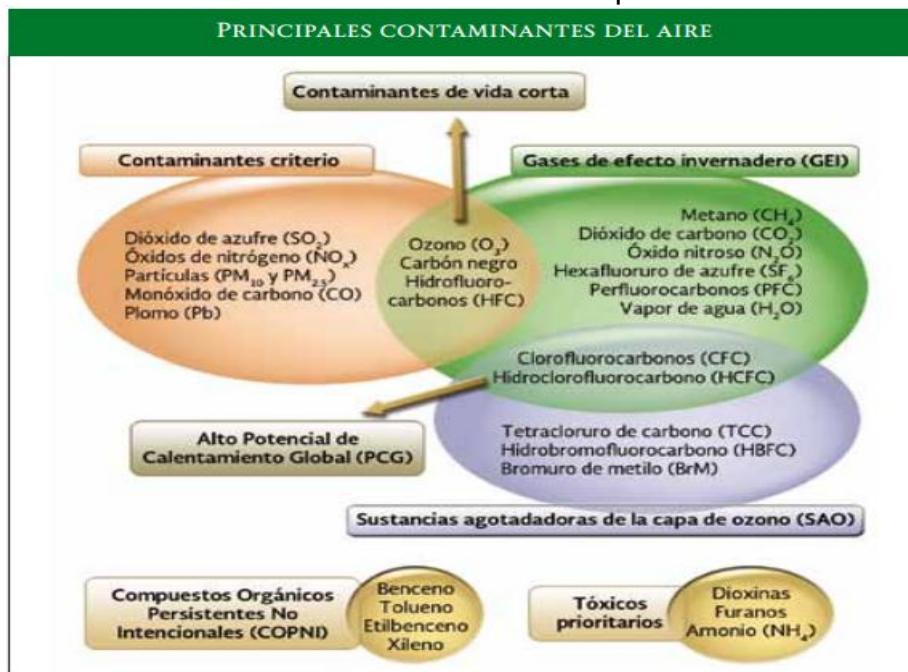 PRINCIPALES CONTAMINANTES DEL AIRE
Contaminantes de vida corta
Contaminantes criterio
Gases de efecto invernadero (GEI)
Dióxido de azufre (SO₂)
Óxidos de nitrógeno (NOₓ)
Partículas (PM₁₀ y PM₂.₅)
Monóxido de carbono (CO)
Plomo (Pb)
Ozono (O₃)
Carbón negro
Hidrofluoro-
carbonos (HFC)
Metano (CH₄)
Dióxido de carbono (CO₂)
Óxido nitroso (N₂O)
Hexafluoruro de azufre (SF₆)
Perfluorocarbonos (PFC)
Vapor de agua (H₂O)
Clorofluorocarbonos (CFC)
Hidroclorofluorocarbono (HCFC)
Alto Potencial de
Calentamiento Global (PCG)
Tetracloruro de carbono (TCC)
Hidrobromofluorocarbono (HBFC)
Bromuro de metilo (BrM)
Sustancias agotadadoras de la capa de ozono (SAO)
Compuestos Orgánicos
Persistentes No
Intencionales (COPNI)
Benceno
Tolueno
Etilbenceno
Xileno
Tóxicos
prioritarios
Dioxinas
Furanos
Amonio (NH₄)